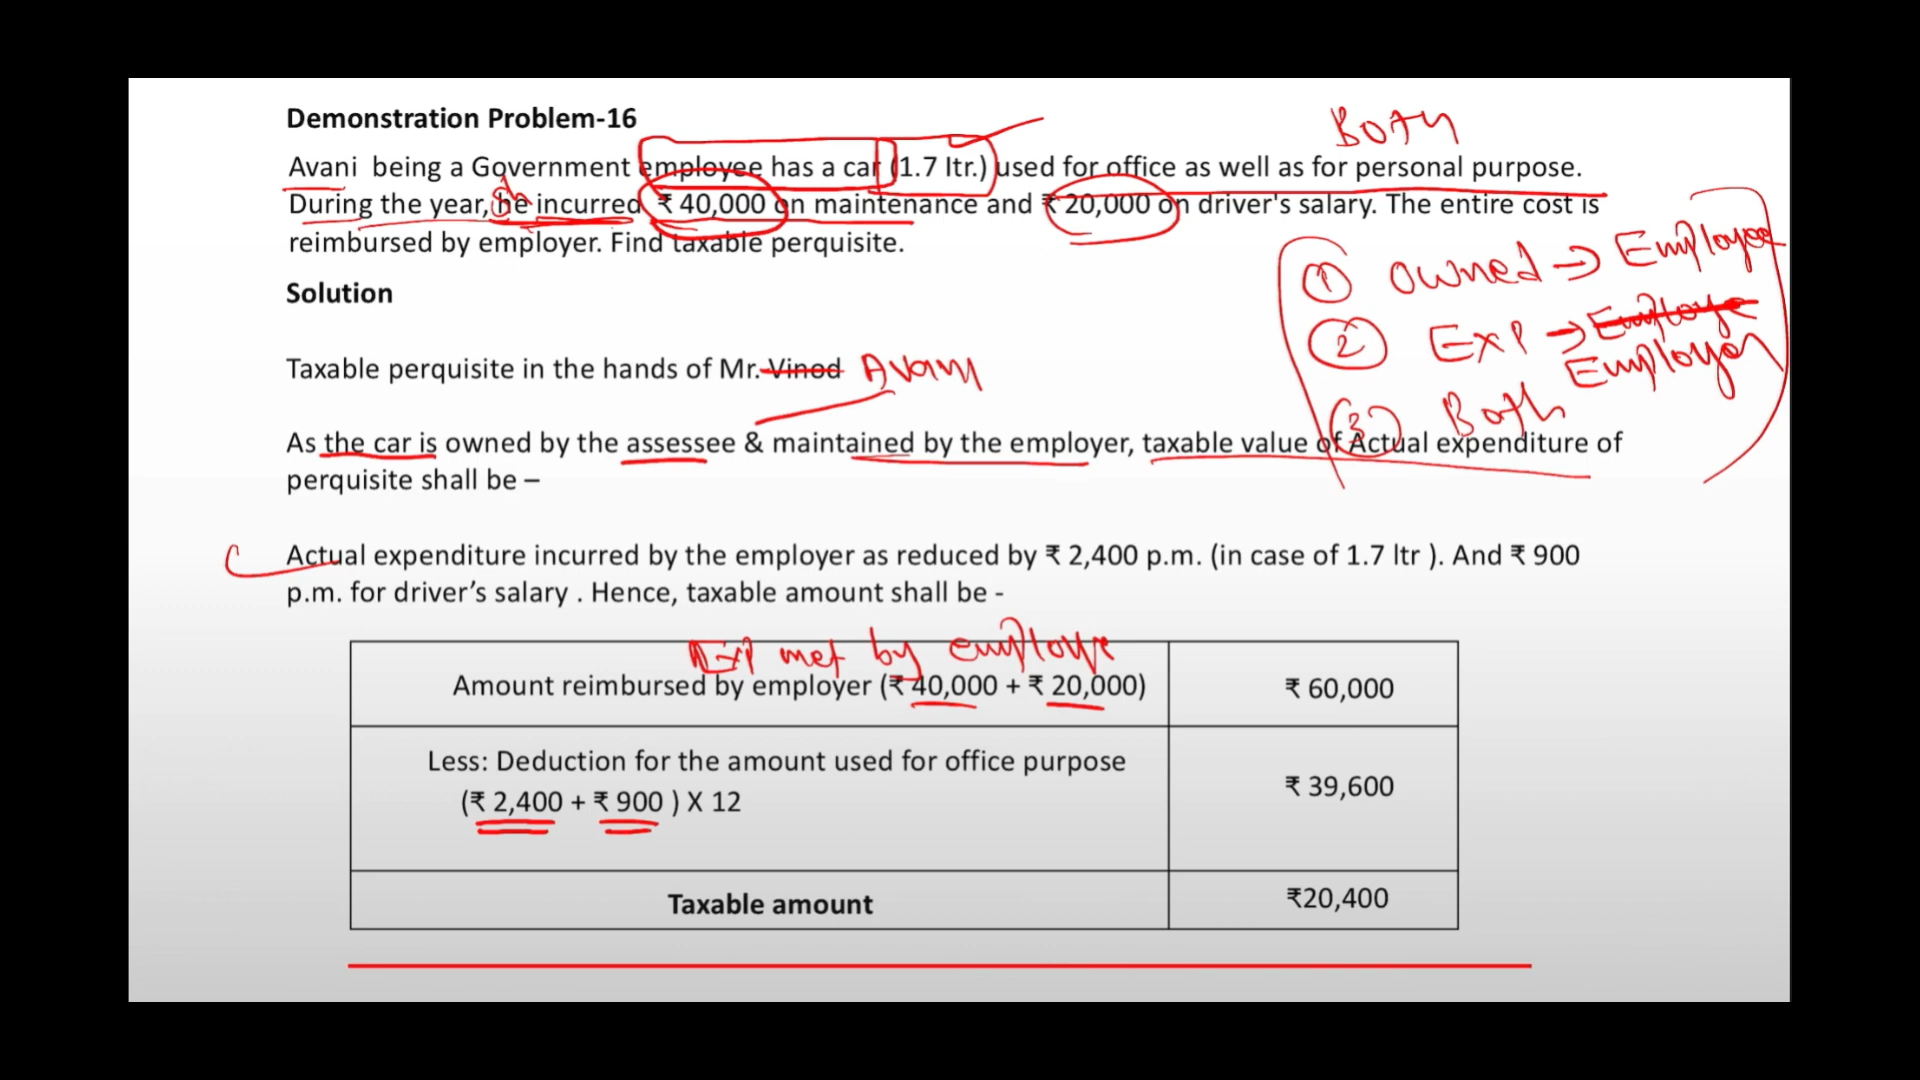 Demonstration Problem-16
BOTH
Avani being a Government employee has a car (1.7 ltr.) used for office as well as for personal purpose.
During the year, he incurred ₹ 40,000 on maintenance and ₹ 20,000 on driver's salary. The entire cost is
reimbursed by employer. Find taxable perquisite.
① Owned → Employee
Solution
② Exp → Employe
Employer
Taxable perquisite in the hands of Mr. Vinod Avani
③ Both
As the car is owned by the assessee & maintained by the employer, taxable value of Actual expenditure of
perquisite shall be –
Actual expenditure incurred by the employer as reduced by ₹ 2,400 p.m. (in case of 1.7 ltr ). And ₹ 900
p.m. for driver’s salary . Hence, taxable amount shall be -
Exp met by employe
Amount reimbursed by employer (₹ 40,000 + ₹ 20,000) ₹ 60,000
Less: Deduction for the amount used for office purpose
(₹ 2,400 + ₹ 900 ) X 12 ₹ 39,600
Taxable amount ₹20,400